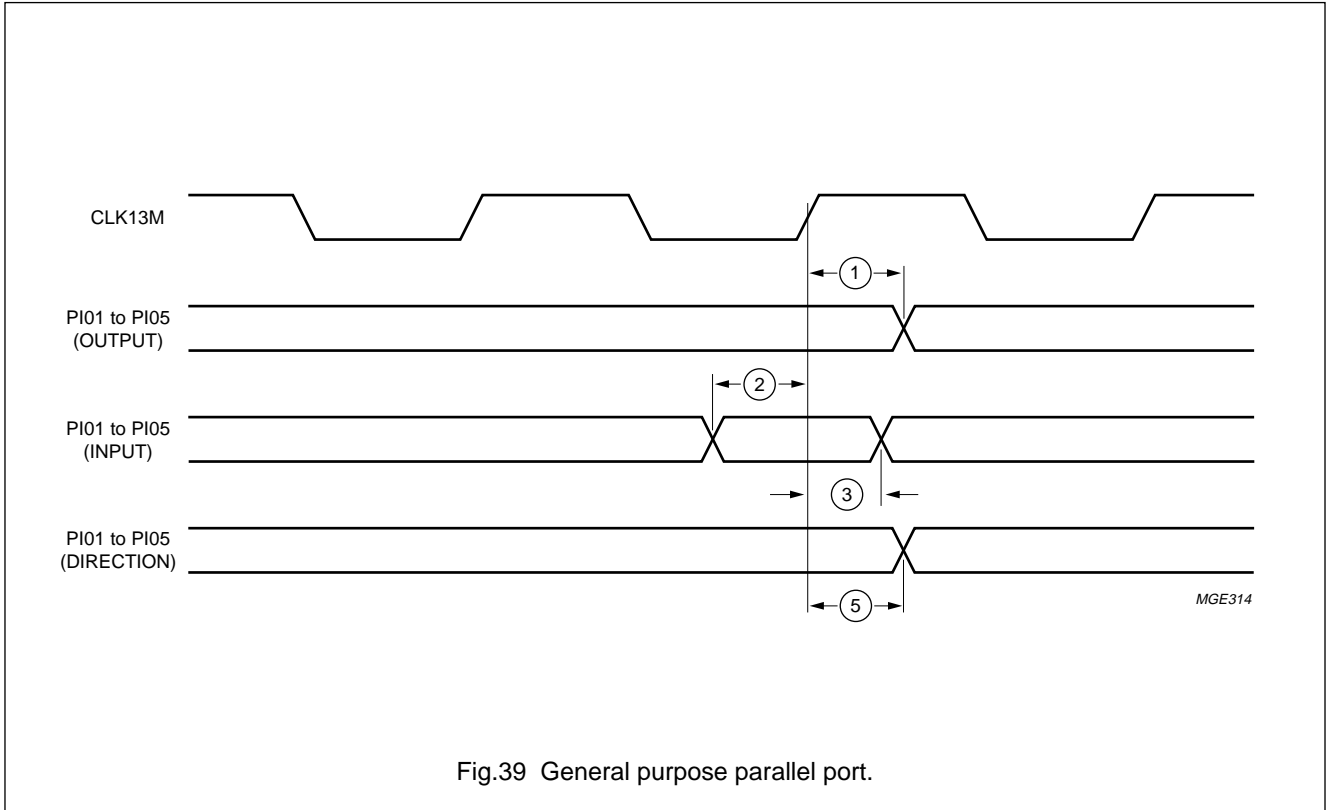 CLK13M
1
PI01 to PI05
(OUTPUT)
2
PI01 to PI05
(INPUT)
3
PI01 to PI05
(DIRECTION)
5
MGE314
Fig.39 General purpose parallel port.